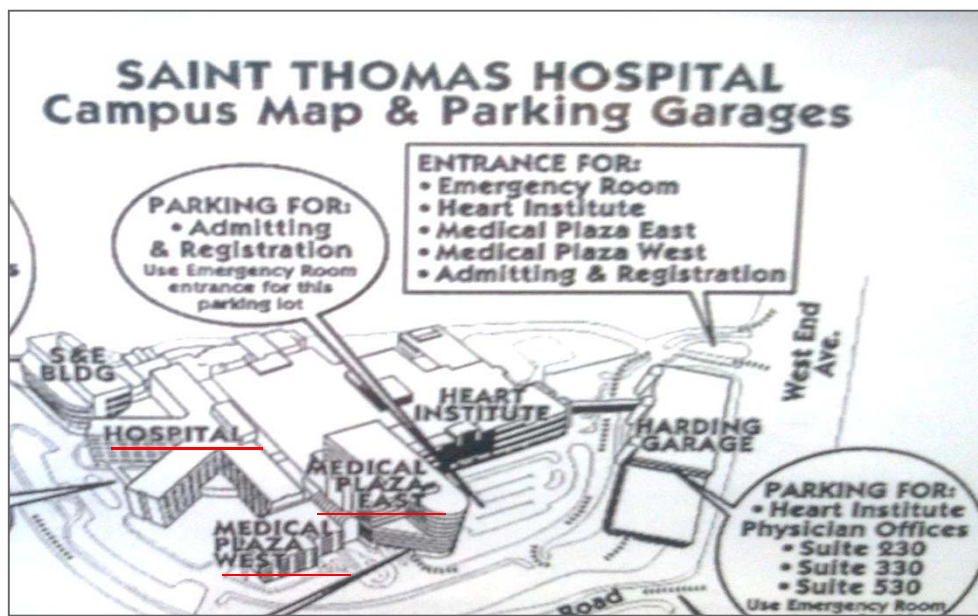 SAINT THOMAS HOSPITAL
Campus Map & Parking Garages
ENTRANCE FOR:
• Emergency Room
• Heart Institute
• Medical Plaza East
• Medical Plaza West
• Admitting & Registration
PARKING FOR:
• Admitting
& Registration
Use Emergency Room
entrance for this
parking lot
s
West End
Ave.
S&E
BLDG
HEART
INSTITUTE
HARDING
GARAGE
HOSPITAL
MEDICAL
PLAZA
EAST
MEDICAL
PLAZA
WEST
PARKING FOR:
• Heart Institute
Physician Offices
• Suite 230
• Suite 330
• Suite 530
Use Emergency Room
Road